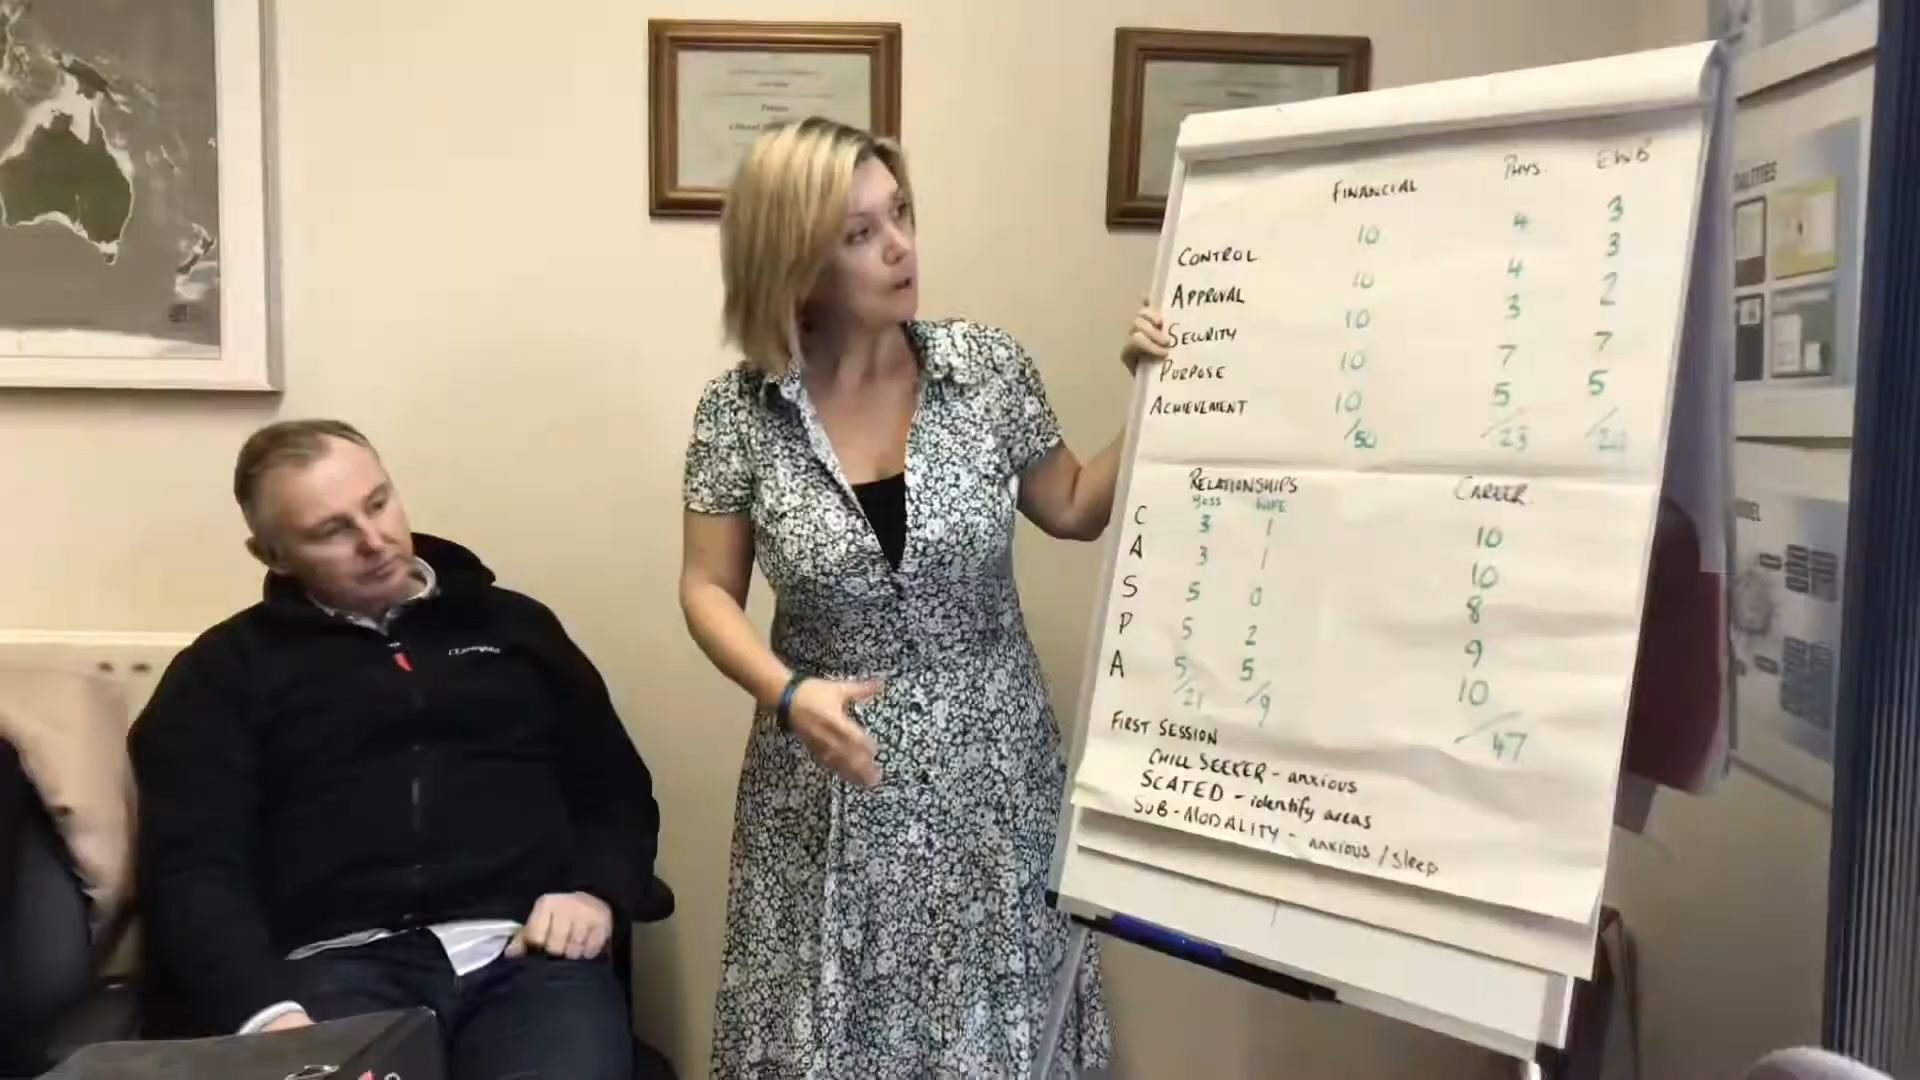 FINANCIAL PHYS. EWB
CONTROL 10 4 3
APPROVAL 10 4 3
SECURITY 10 3 2
PURPOSE 10 7 7
ACHIEVEMENT 10 5 5
/50 /23 /20
RELATIONSHIPS CAREER.
BOSS WIFE
C 3 1 10
A 3 1 10
S 5 0 8
P 5 2 9
A 5 5 10
/21 /9 /47
FIRST SESSION
CHILL SEEKER - anxious
SCATED - identify areas
SUB-MODALITY - anxious / sleep